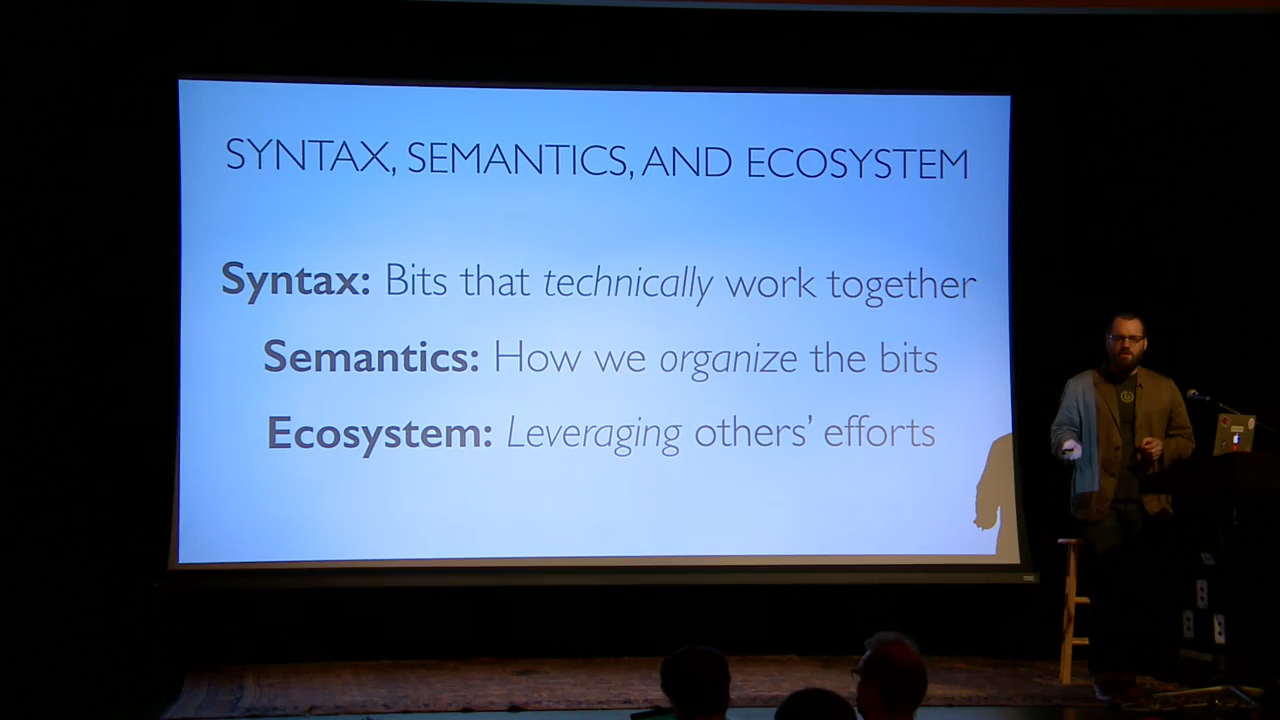 SYNTAX, SEMANTICS, AND ECOSYSTEM
Syntax: Bits that technically work together
Semantics: How we organize the bits
Ecosystem: Leveraging others’ efforts